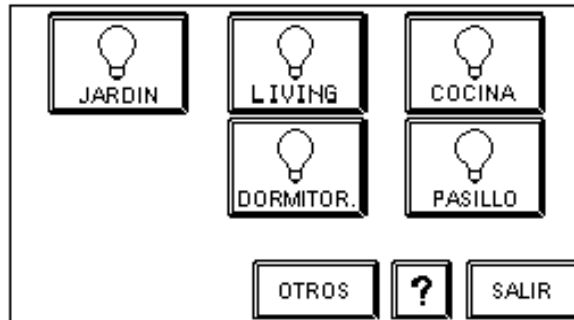 JARDIN
LIVING
COCINA
DORMITOR.
PASILLO
OTROS
?
SALIR